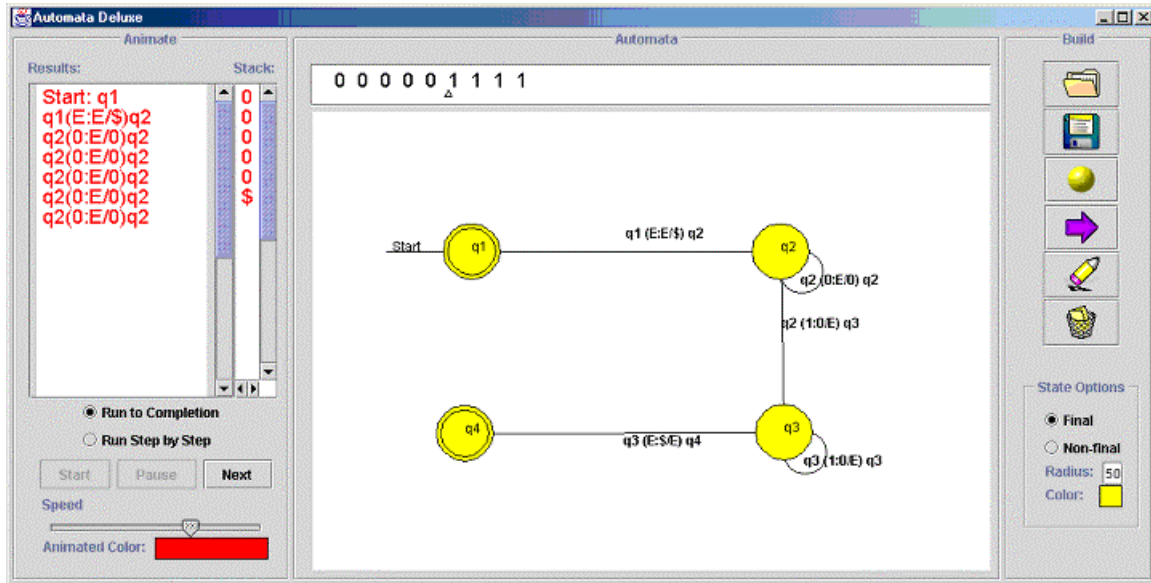 Automata Deluxe
Animate
Results:
Stack:
Start: q1
q1(E:E/$)q2
q2(0:E/0)q2
q2(0:E/0)q2
q2(0:E/0)q2
q2(0:E/0)q2
q2(0:E/0)q2
0
0
0
0
0
$
Run to Completion
Run Step by Step
Start
Pause
Next
Speed
Animated Color:
Automata
0 0 0 0 0 1 1 1 1
Start
q1
q1 (E:E/$) q2
q2
q2 (0:E/0) q2
q2 (1:0/E) q3
q4
q3 (E:$/E) q4
q3
q3 (1:0/E) q3
Build
State Options
Final
Non-final
Radius: 50
Color: